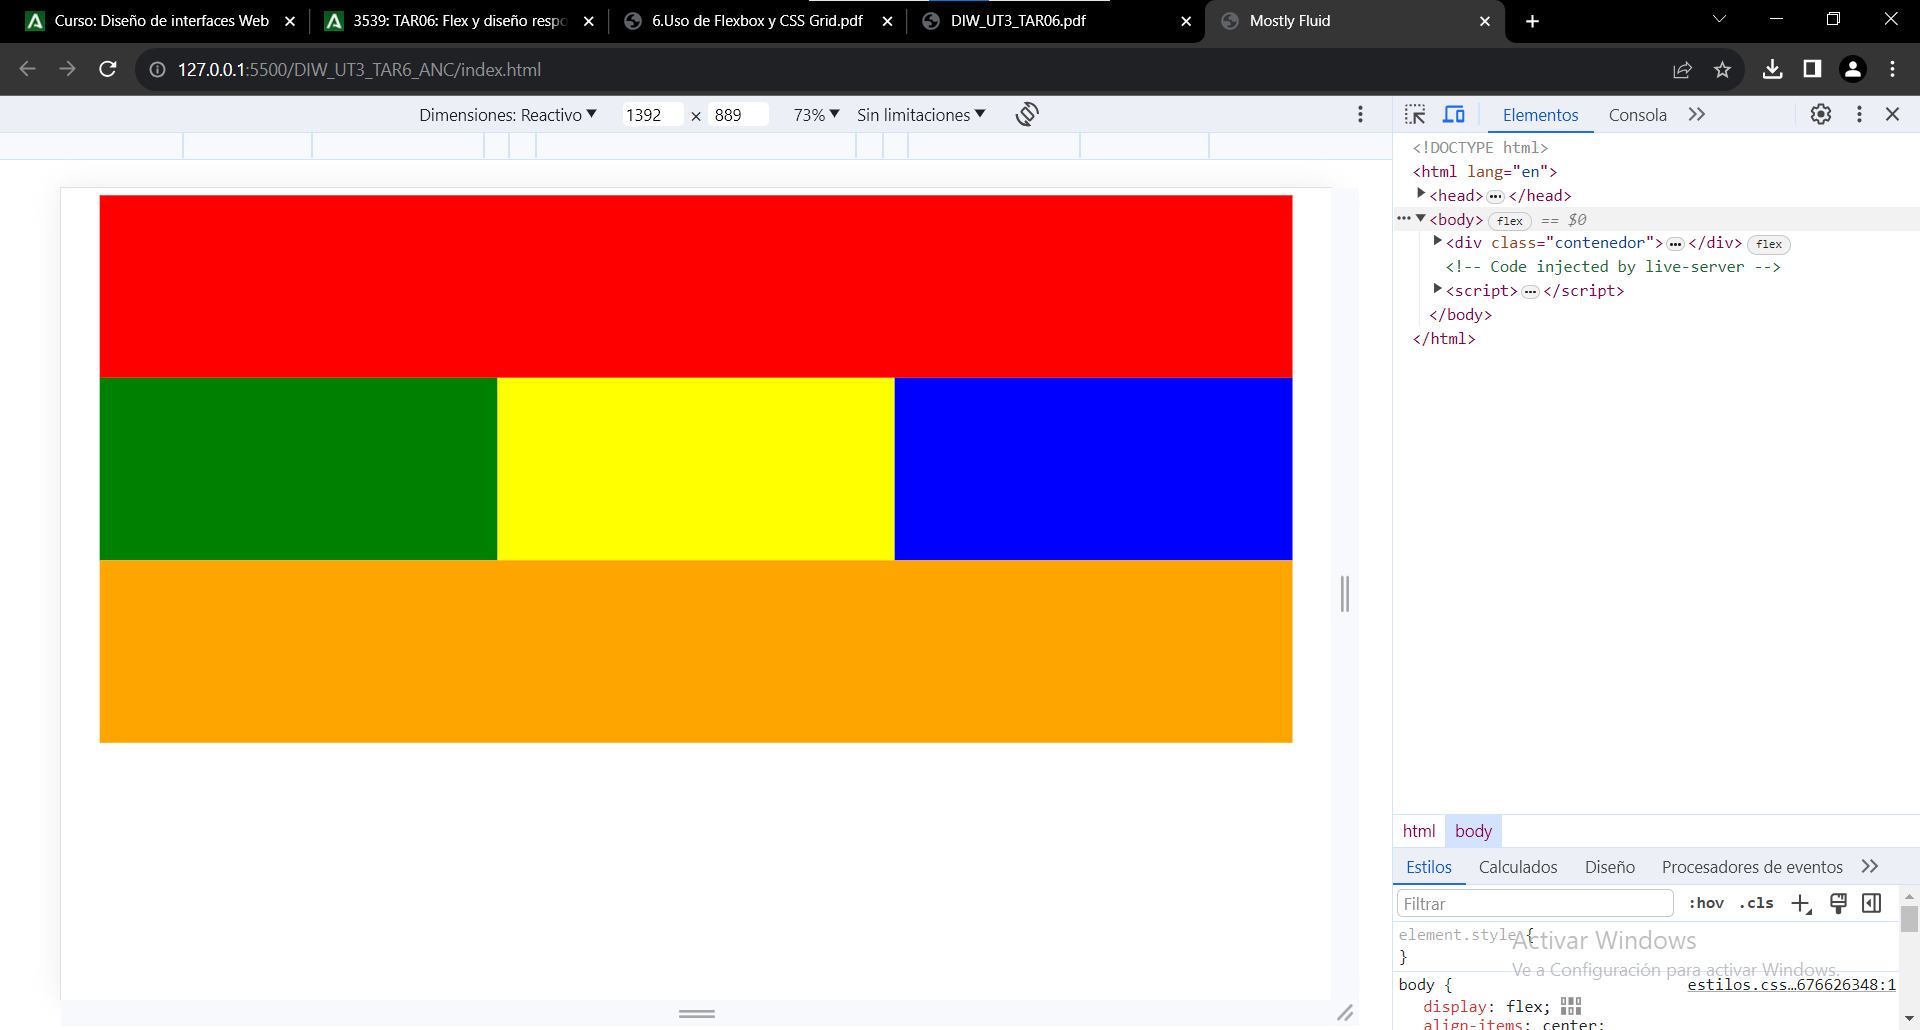 Curso: Diseño de interfaces Web
3539: TAR06: Flex y diseño respo
6.Uso de Flexbox y CSS Grid.pdf
DIW_UT3_TAR06.pdf
Mostly Fluid
127.0.0.1:5500/DIW_UT3_TAR6_ANC/index.html
Dimensiones: Reactivo 1392 × 889 73% Sin limitaciones
Elementos Consola
<!DOCTYPE html>
<html lang="en">
<head> ··· </head>
··· <body> flex == $0
<div class="contenedor"> ··· </div> flex
<!-- Code injected by live-server -->
<script> ··· </script>
</body>
</html>
html body
Estilos Calculados Diseño Procesadores de eventos
Filtrar :hov .cls
element.style {
}
Activar Windows
Ve a Configuración para activar Windows.
body { estilos.css…676626348:1
display: flex;
align-items: center;